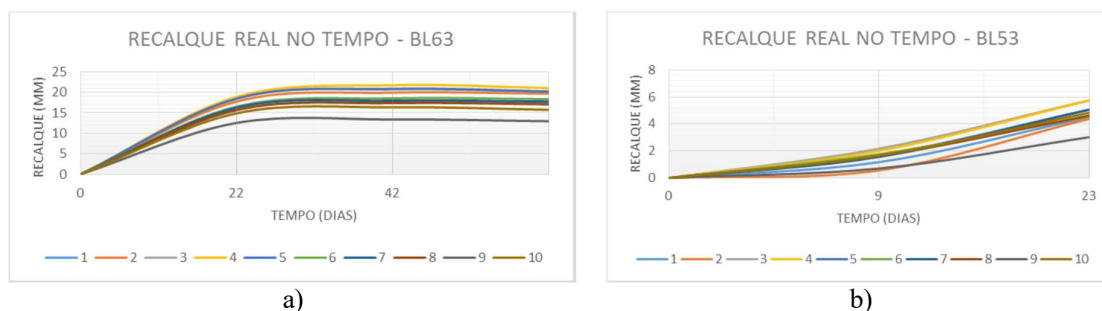 RECALQUE REAL NO TEMPO - BL63
RECALQUE (MM)
25
20
15
10
5
0
0 22 42
TEMPO (DIAS)
1 2 3 4 5 6 7 8 9 10
a)
RECALQUE REAL NO TEMPO - BL53
RECALQUE (MM)
8
6
4
2
0
0 9 23
TEMPO (DIAS)
1 2 3 4 5 6 7 8 9 10
b)